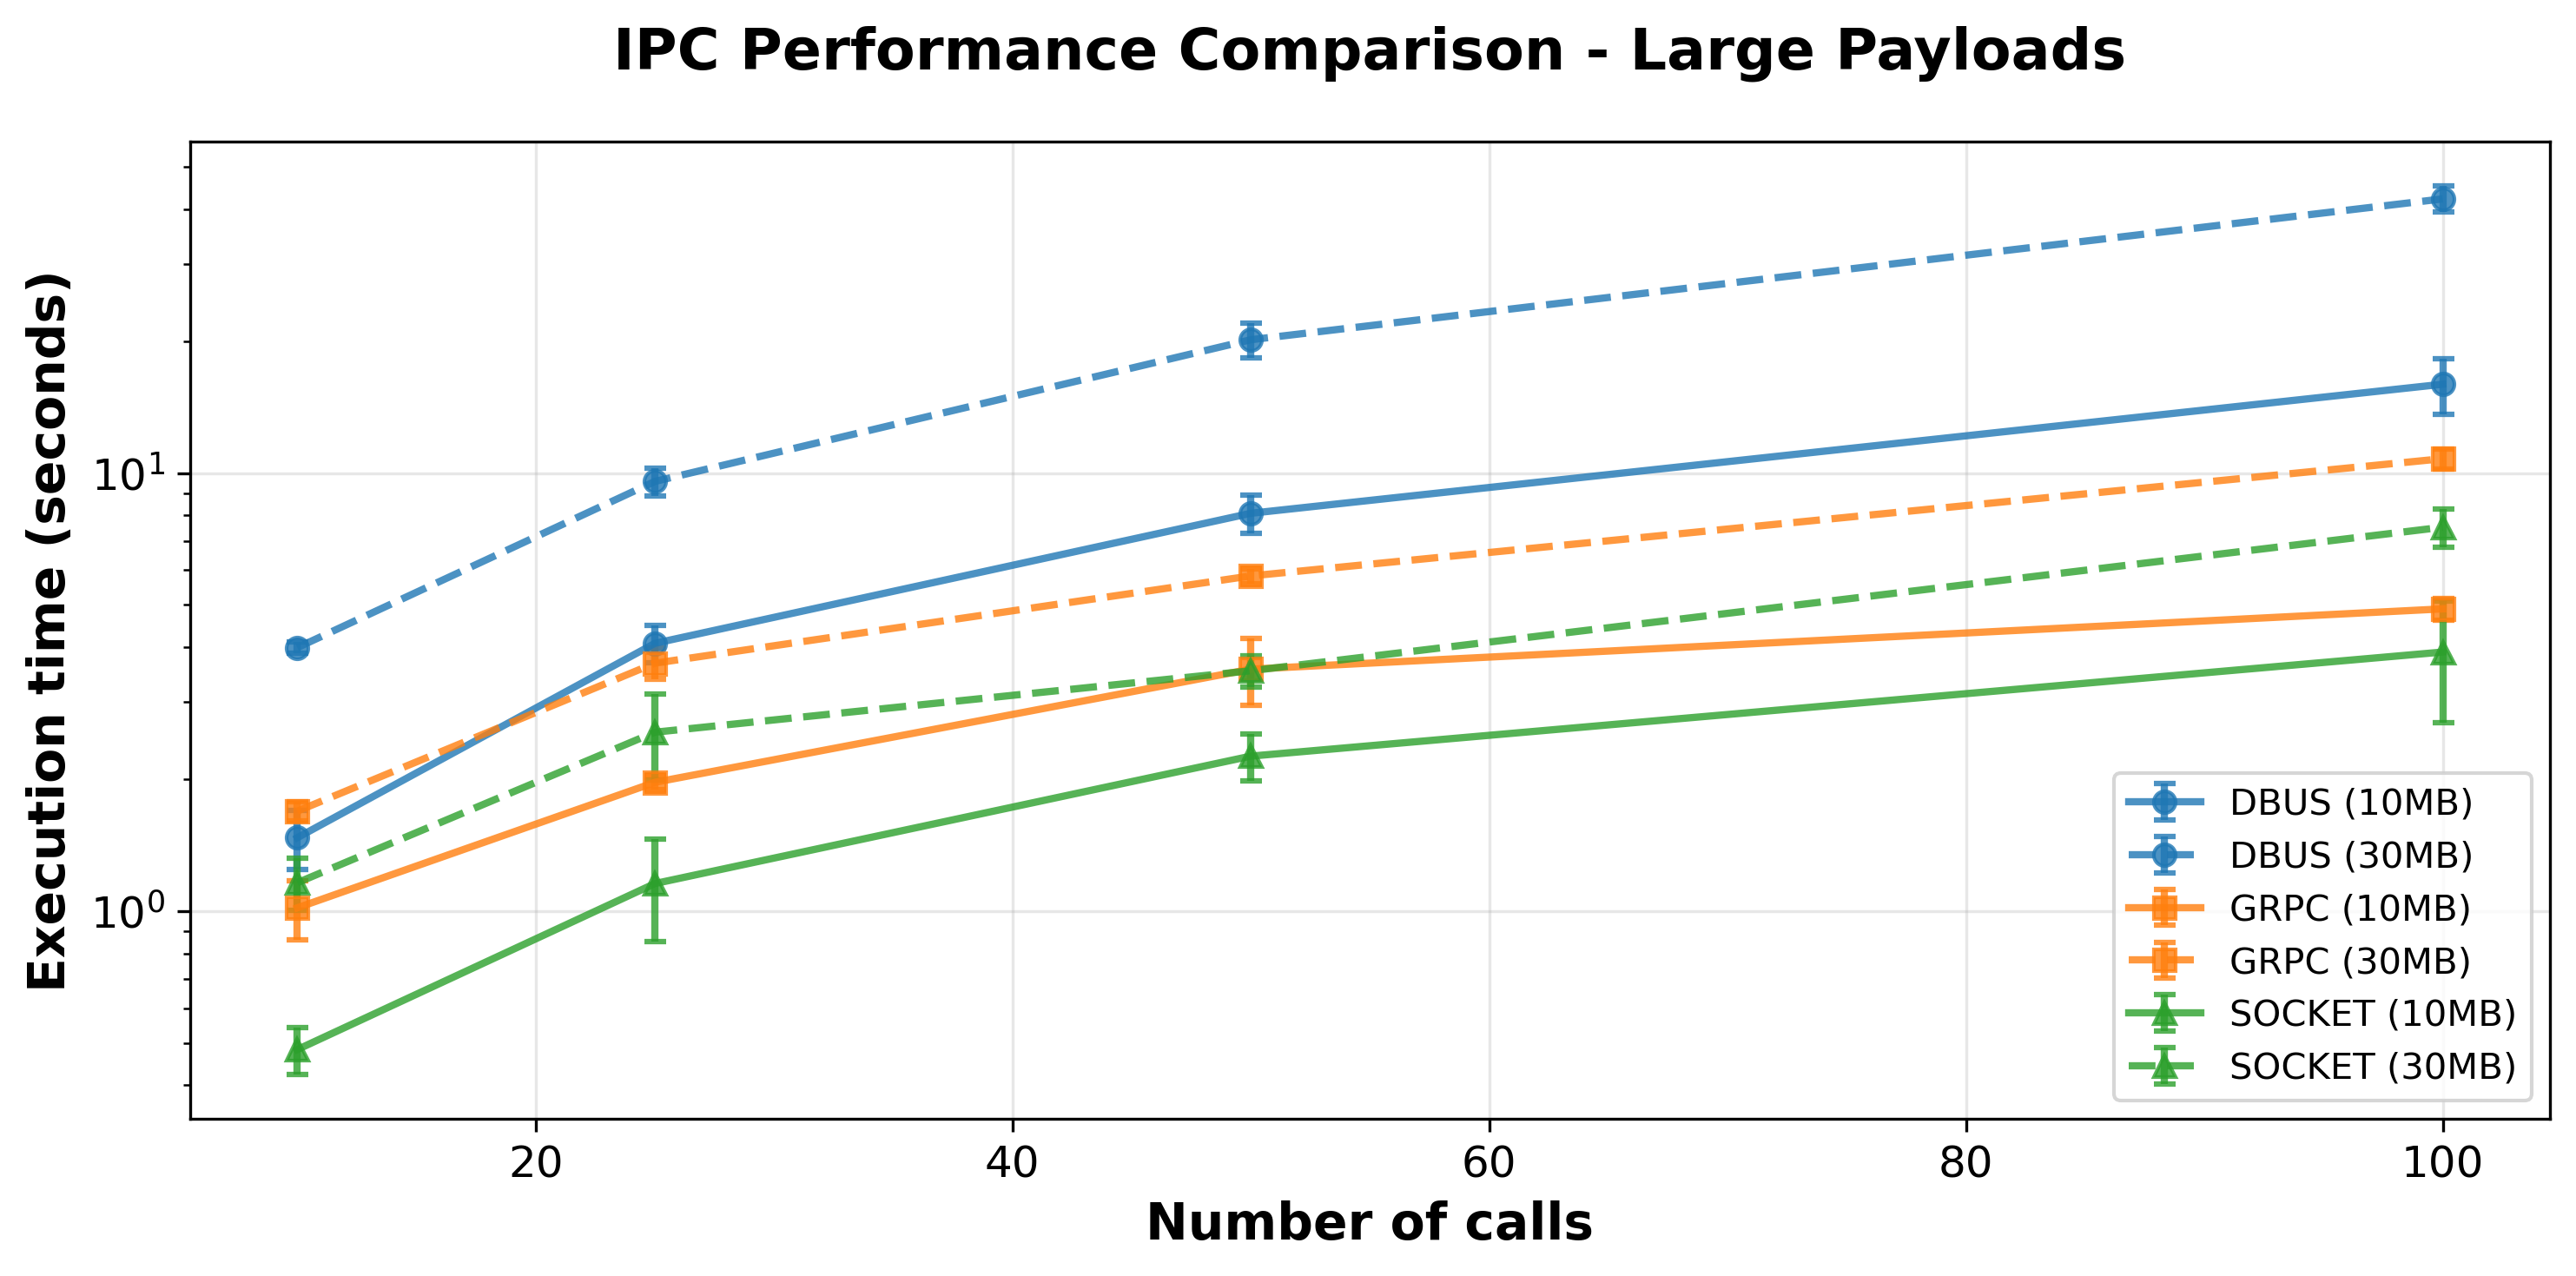 IPC Performance Comparison - Large Payloads
Execution time (seconds)
10¹
10⁰
DBUS (10MB)
DBUS (30MB)
GRPC (10MB)
GRPC (30MB)
SOCKET (10MB)
SOCKET (30MB)
20 40 60 80 100
Number of calls